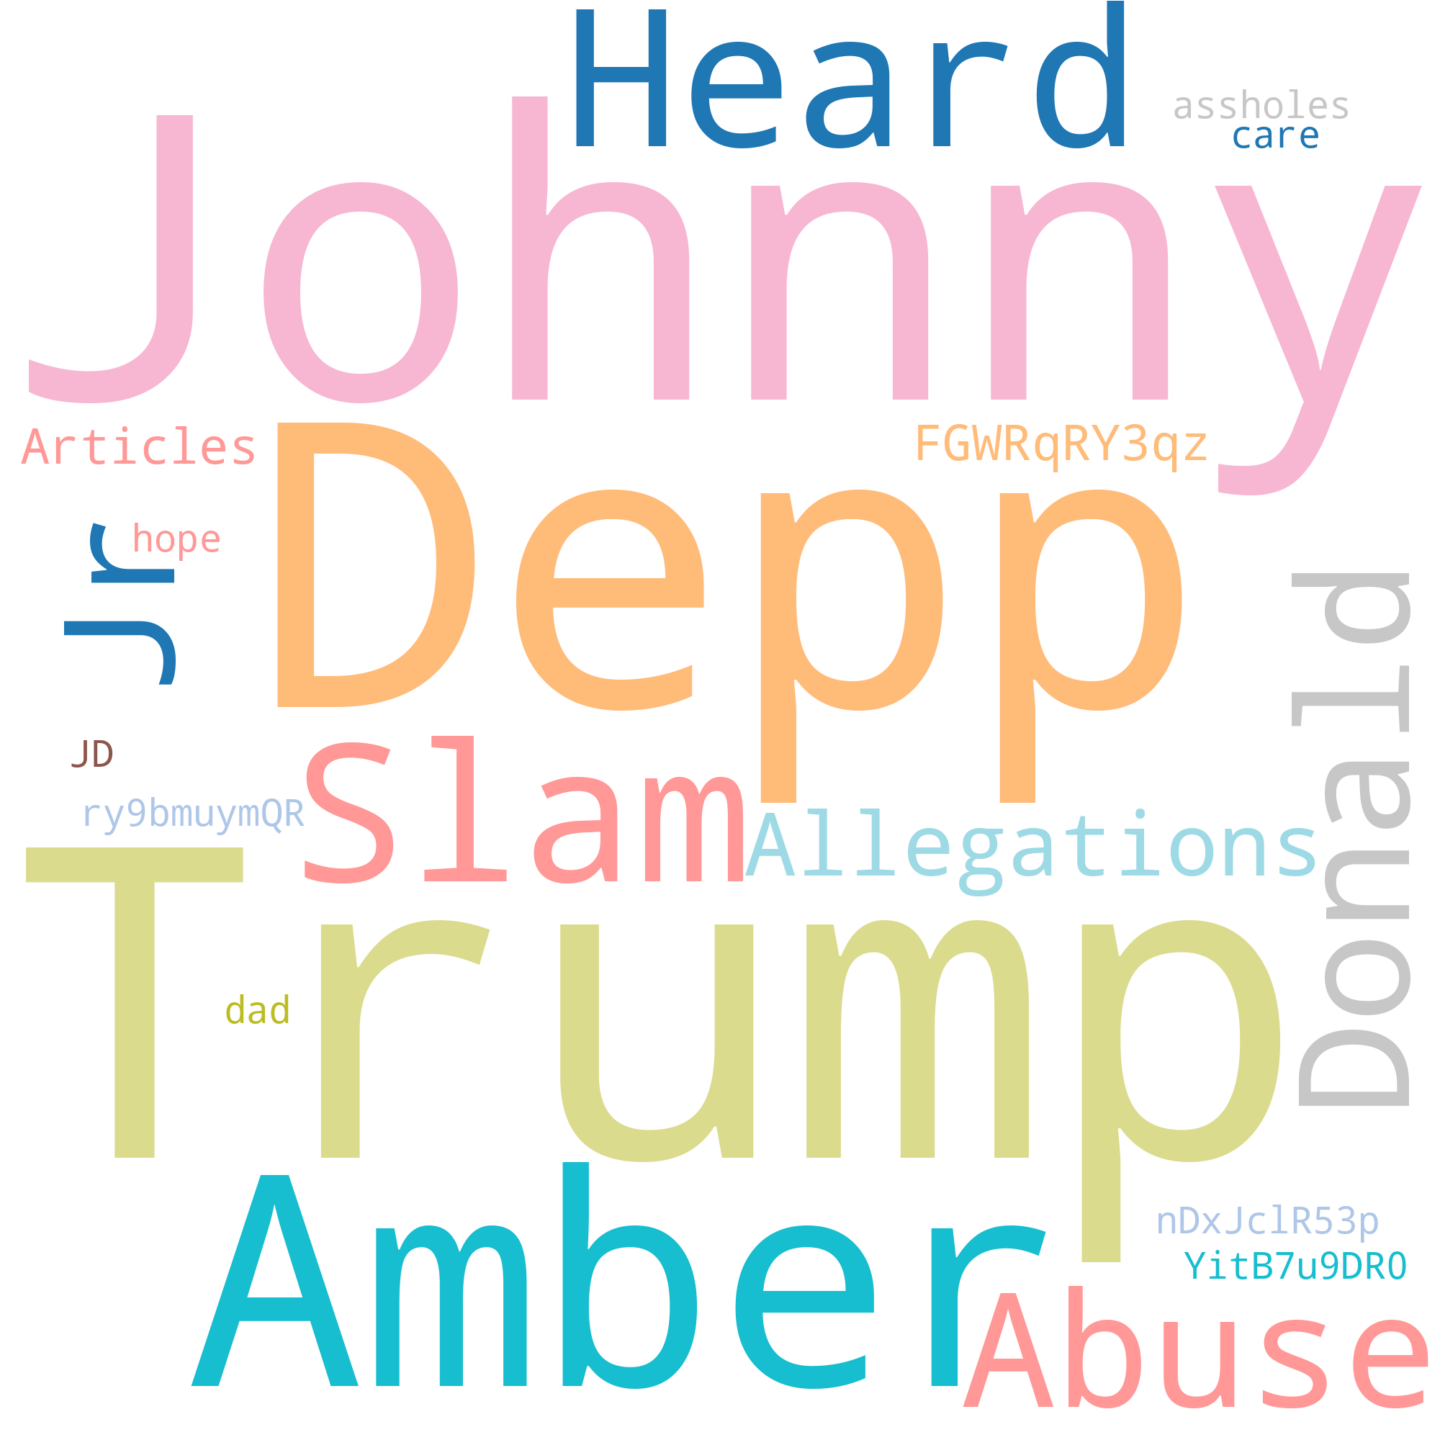 Heard
assholes
care
Johnny
Articles
FGWRqRY3qz
Depp
Jr
hope
Donald
JD
Slam
ry9bmuymQR
Allegations
Trump
dad
Amber
nDxJclR53p
YitB7u9DRO
Abuse